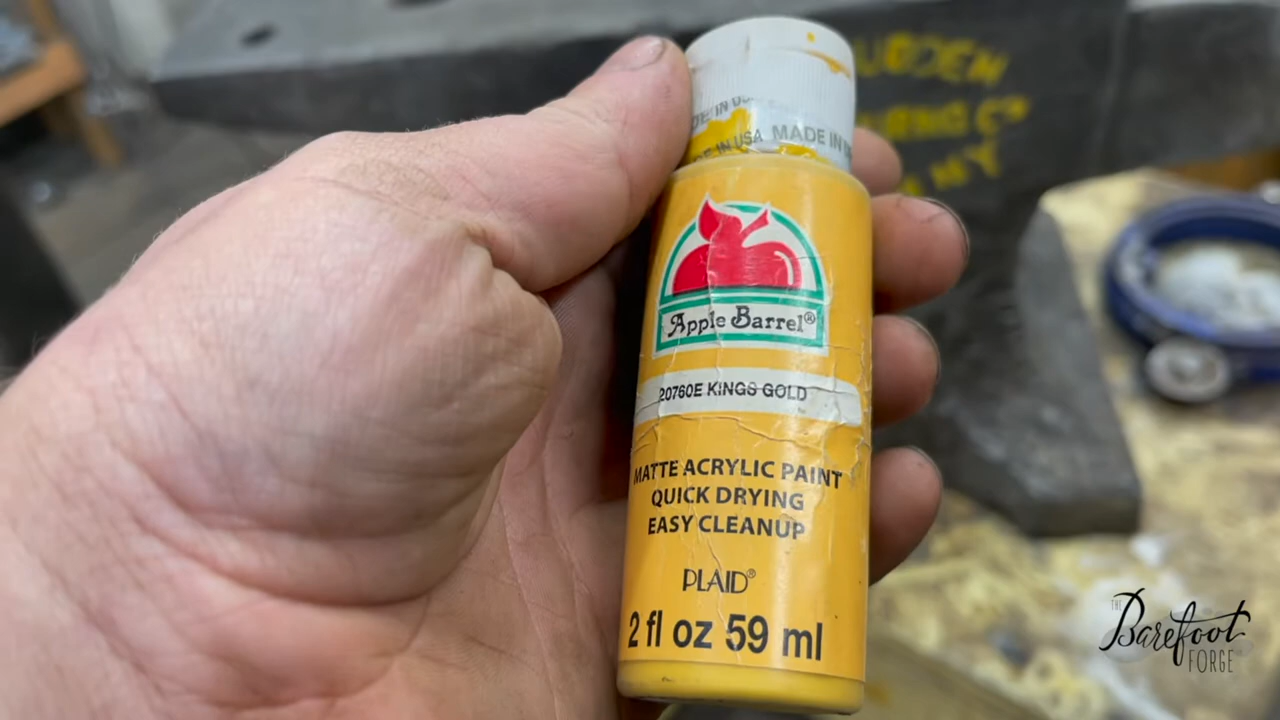 MADE IN USA MADE IN
Apple Barrel®
20760E KINGS GOLD
MATTE ACRYLIC PAINT
QUICK DRYING
EASY CLEANUP
PLAID®
2 fl oz 59 ml
THE
Barefoot
FORGE